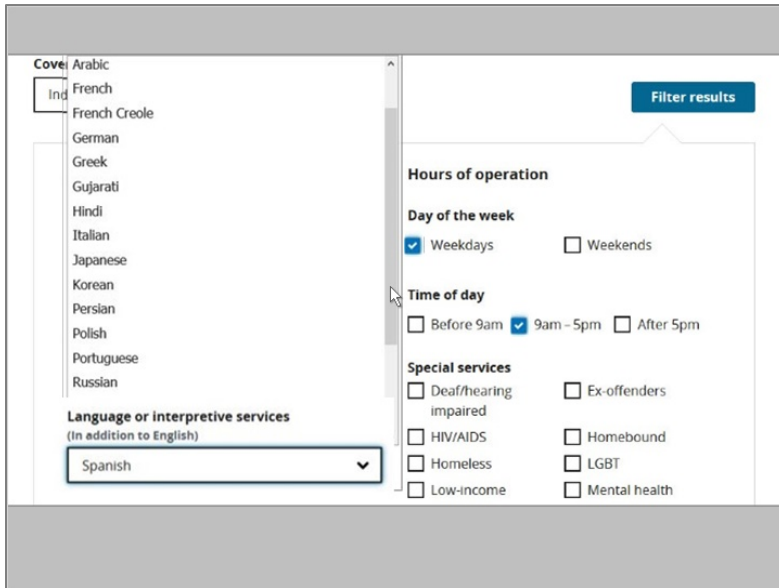 Cove
Ind
Arabic
French
French Creole
German
Greek
Gujarati
Hindi
Italian
Japanese
Korean
Persian
Polish
Portuguese
Russian
Language or interpretive services
(In addition to English)
Spanish
Filter results
Hours of operation
Day of the week
Weekdays Weekends
Time of day
Before 9am 9am – 5pm After 5pm
Special services
Deaf/hearing impaired Ex-offenders
HIV/AIDS Homebound
Homeless LGBT
Low-income Mental health